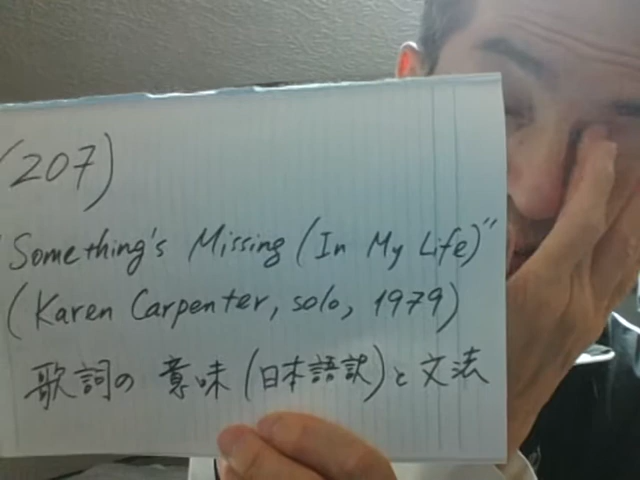 (207)
"Something's Missing (In My Life)"
(Karen Carpenter, solo, 1979)
歌詞の 意味 (日本語訳)と 文法